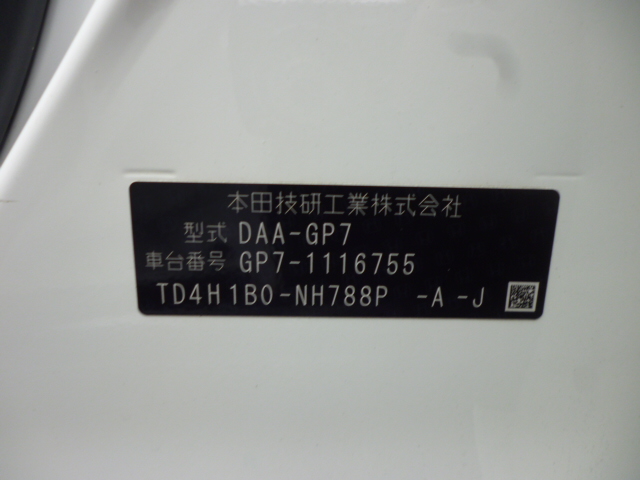 本田技研工業株式会社
型式 DAA-GP7
車台番号 GP7-1116755
TD4H1B0-NH788P -A -J